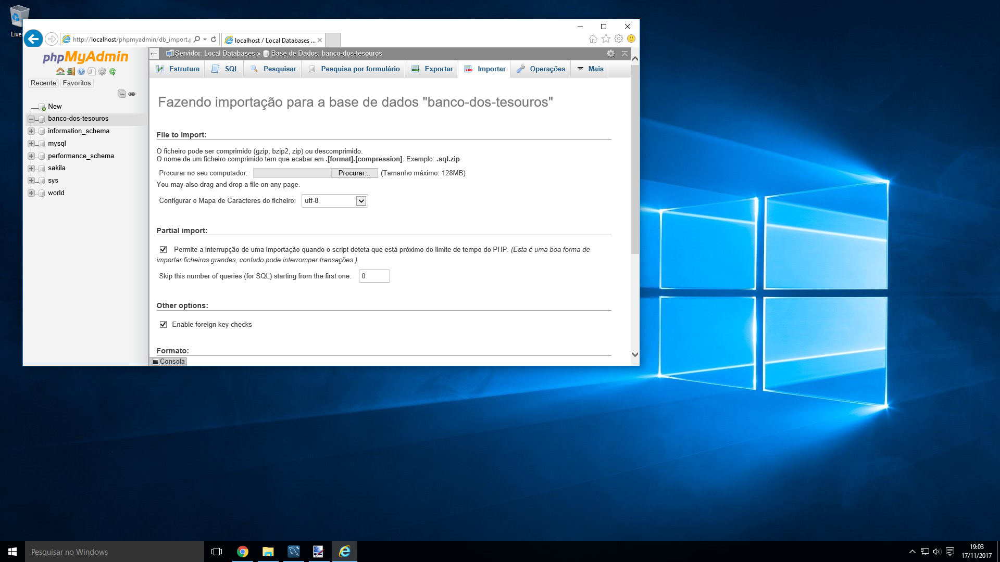 http://localhost/phpmyadmin/db_import.p
localhost / Local Databases ...
phpMyAdmin
Recente
Favoritos
New
banco-dos-tesouros
information_schema
mysql
performance_schema
sakila
sys
world
Servidor: Local Databases » Base de Dados: banco-dos-tesouros
Estrutura
SQL
Pesquisar
Pesquisa por formulário
Exportar
Importar
Operações
Mais
Fazendo importação para a base de dados "banco-dos-tesouros"
File to import:
O ficheiro pode ser comprimido (gzip, bzip2, zip) ou descomprimido.
O nome de um ficheiro comprimido tem que acabar em .[format].[compression]. Exemplo: .sql.zip
Procurar no seu computador: Procurar... (Tamanho máximo: 128MB)
You may also drag and drop a file on any page.
Configurar o Mapa de Caracteres do ficheiro: utf-8
Partial import:
Permite a interrupção de uma importação quando o script deteta que está próximo do limite de tempo do PHP. (Esta é uma boa forma de
importar ficheiros grandes, contudo pode interromper transações.)
Skip this number of queries (for SQL) starting from the first one: 0
Other options:
Enable foreign key checks
Formato:
Consola
Pesquisar no Windows
19:03
17/11/2017